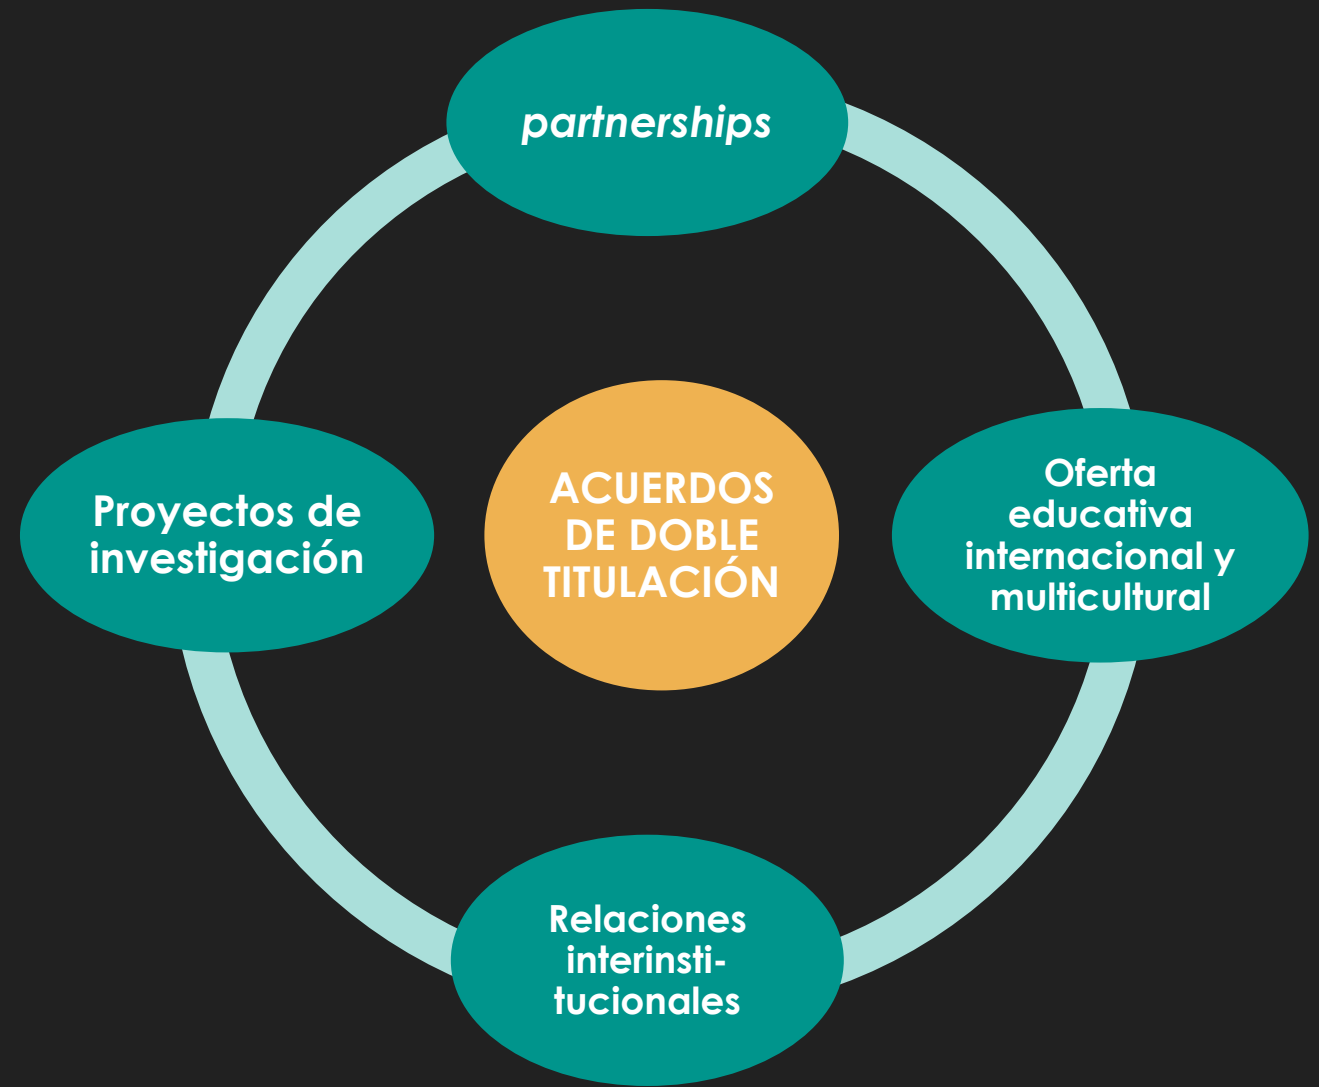 partnerships
Proyectos de
investigación
ACUERDOS
DE DOBLE
TITULACIÓN
Oferta
educativa
internacional y
multicultural
Relaciones
interinsti-
tucionales